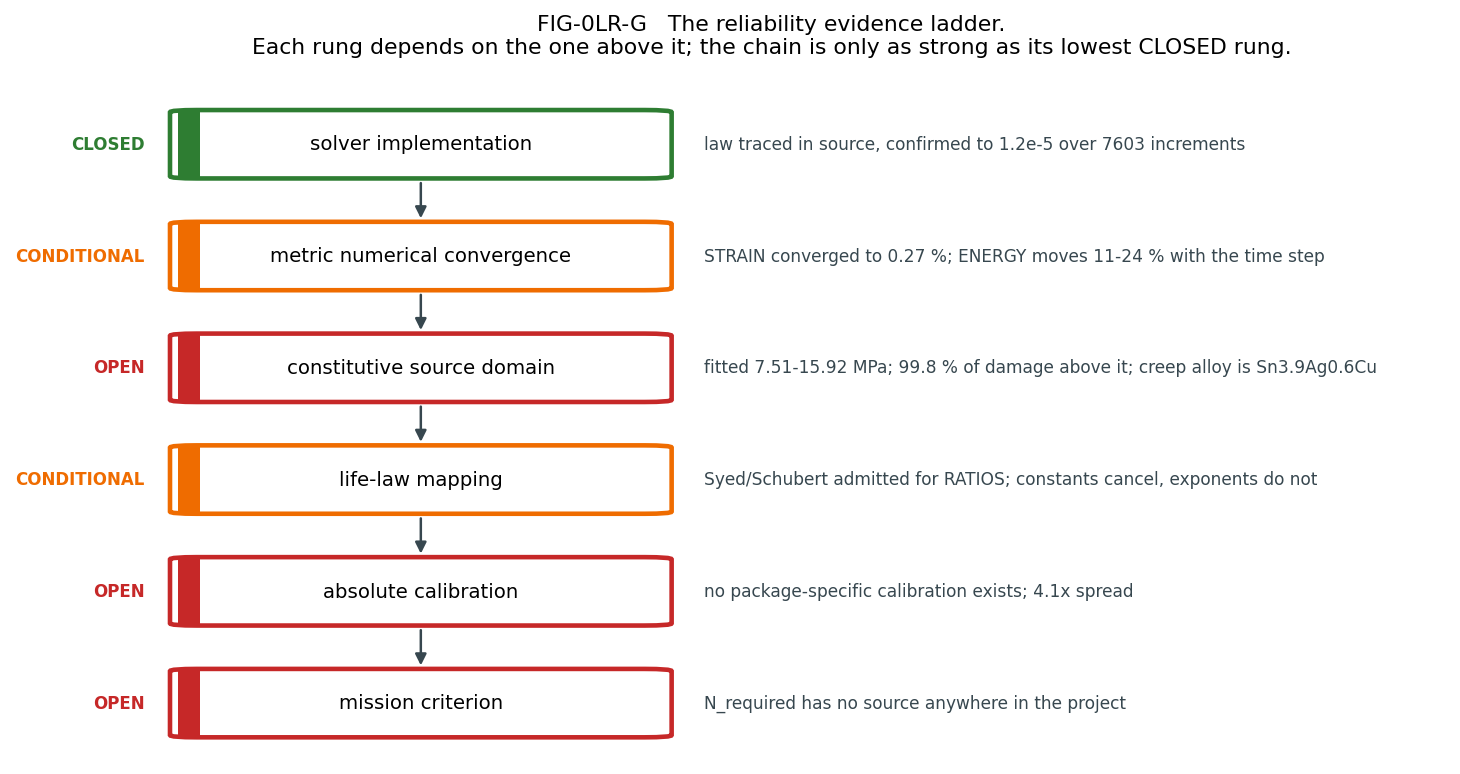 FIG-0LR-G   The reliability evidence ladder.
Each rung depends on the one above it; the chain is only as strong as its lowest CLOSED rung.
CLOSED   solver implementation   law traced in source, confirmed to 1.2e-5 over 7603 increments
CONDITIONAL   metric numerical convergence   STRAIN converged to 0.27 %; ENERGY moves 11-24 % with the time step
OPEN   constitutive source domain   fitted 7.51-15.92 MPa; 99.8 % of damage above it; creep alloy is Sn3.9Ag0.6Cu
CONDITIONAL   life-law mapping   Syed/Schubert admitted for RATIOS; constants cancel, exponents do not
OPEN   absolute calibration   no package-specific calibration exists; 4.1x spread
OPEN   mission criterion   N_required has no source anywhere in the project